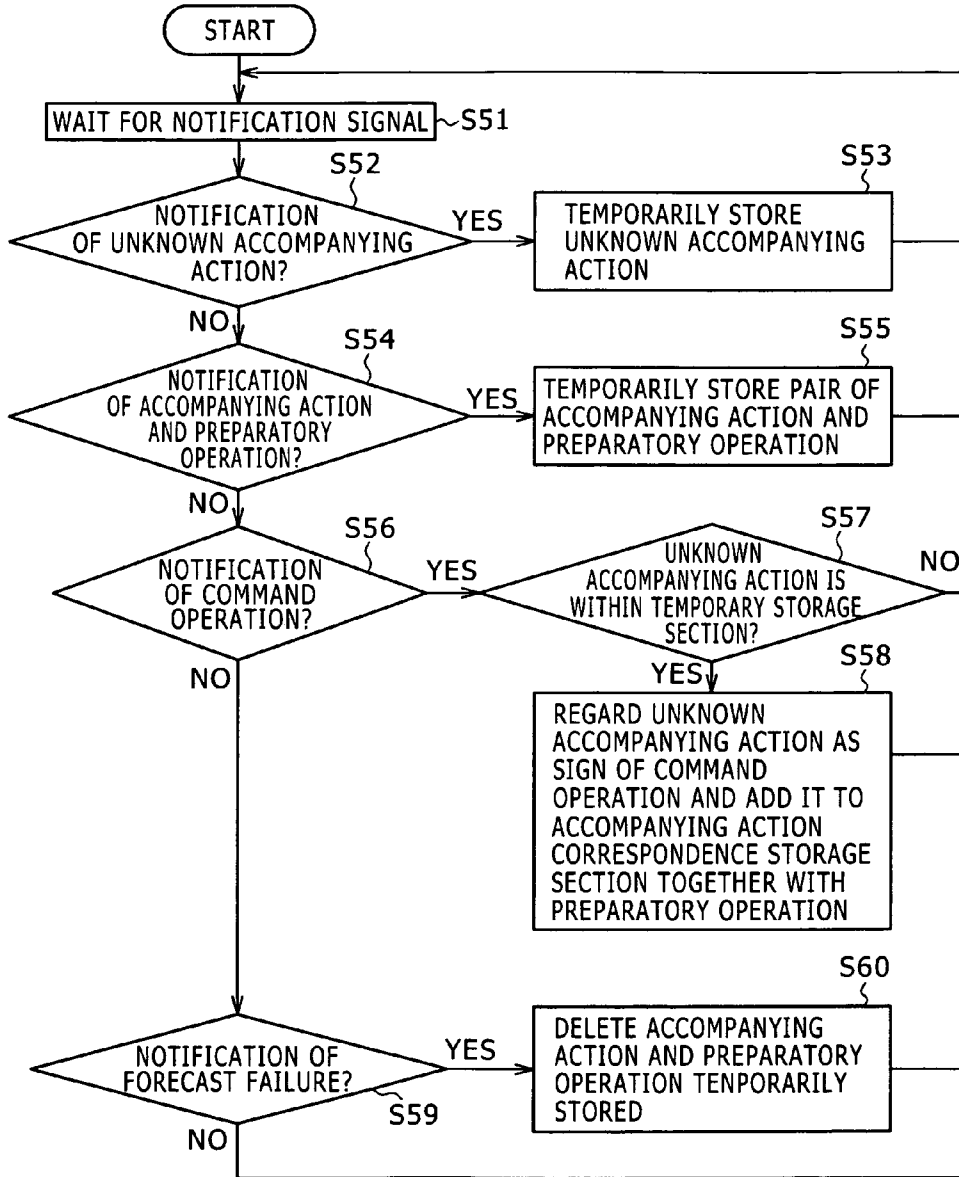 START
WAIT FOR NOTIFICATION SIGNAL
S51
S52
NOTIFICATION
OF UNKNOWN ACCOMPANYING
ACTION?
YES
S53
TEMPORARILY STORE
UNKNOWN ACCOMPANYING
ACTION
NO
S54
NOTIFICATION
OF ACCOMPANYING ACTION
AND PREPARATORY
OPERATION?
YES
S55
TEMPORARILY STORE PAIR OF
ACCOMPANYING ACTION AND
PREPARATORY OPERATION
NO
S56
NOTIFICATION
OF COMMAND
OPERATION?
YES
S57
UNKNOWN
ACCOMPANYING ACTION IS
WITHIN TEMPORARY STORAGE
SECTION?
NO
NO
YES
S58
REGARD UNKNOWN
ACCOMPANYING ACTION AS
SIGN OF COMMAND
OPERATION AND ADD IT TO
ACCOMPANYING ACTION
CORRESPONDENCE STORAGE
SECTION TOGETHER WITH
PREPARATORY OPERATION
NOTIFICATION OF
FORECAST FAILURE?
S59
YES
S60
DELETE ACCOMPANYING
ACTION AND PREPARATORY
OPERATION TENPORARILY
STORED
NO